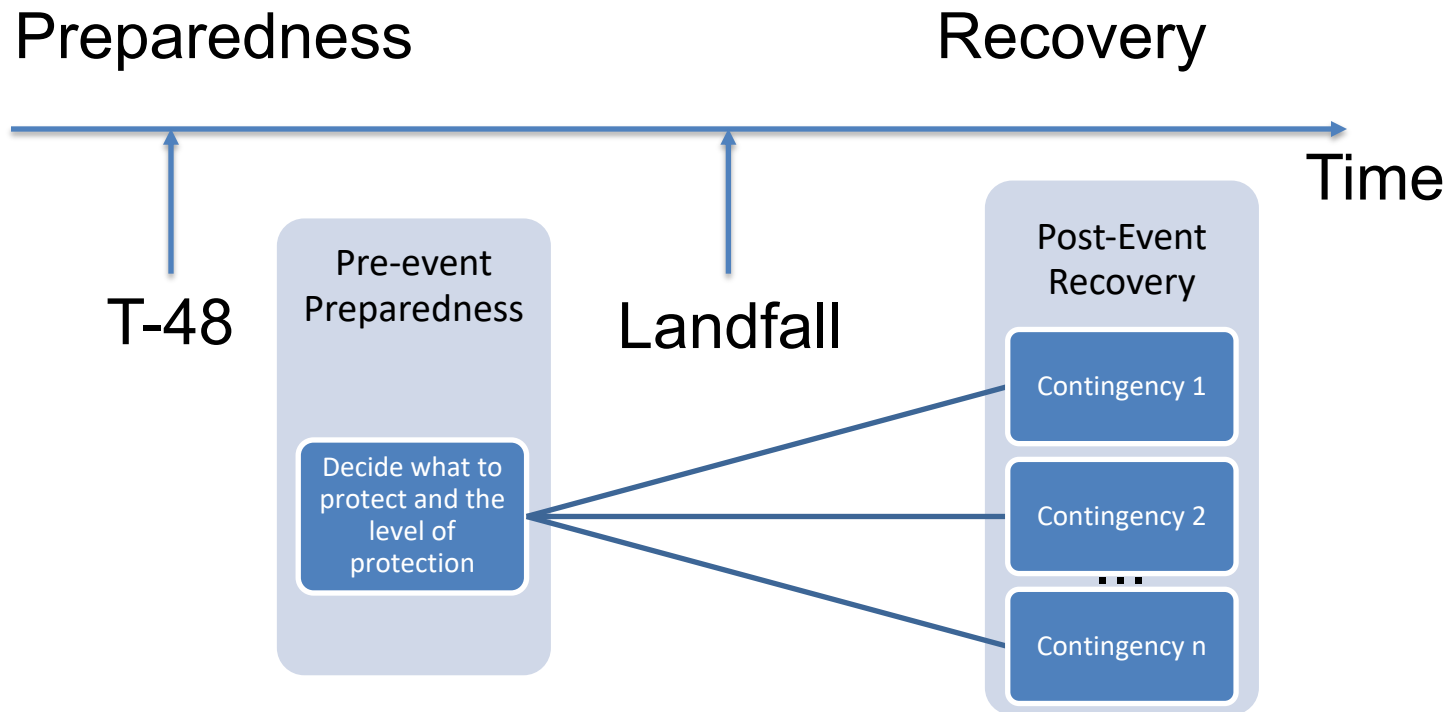 Preparedness
Recovery
Time
T-48
Landfall
Pre-event
Preparedness
Decide what to
protect and the
level of
protection
Post-Event
Recovery
Contingency 1
Contingency 2
...
Contingency n